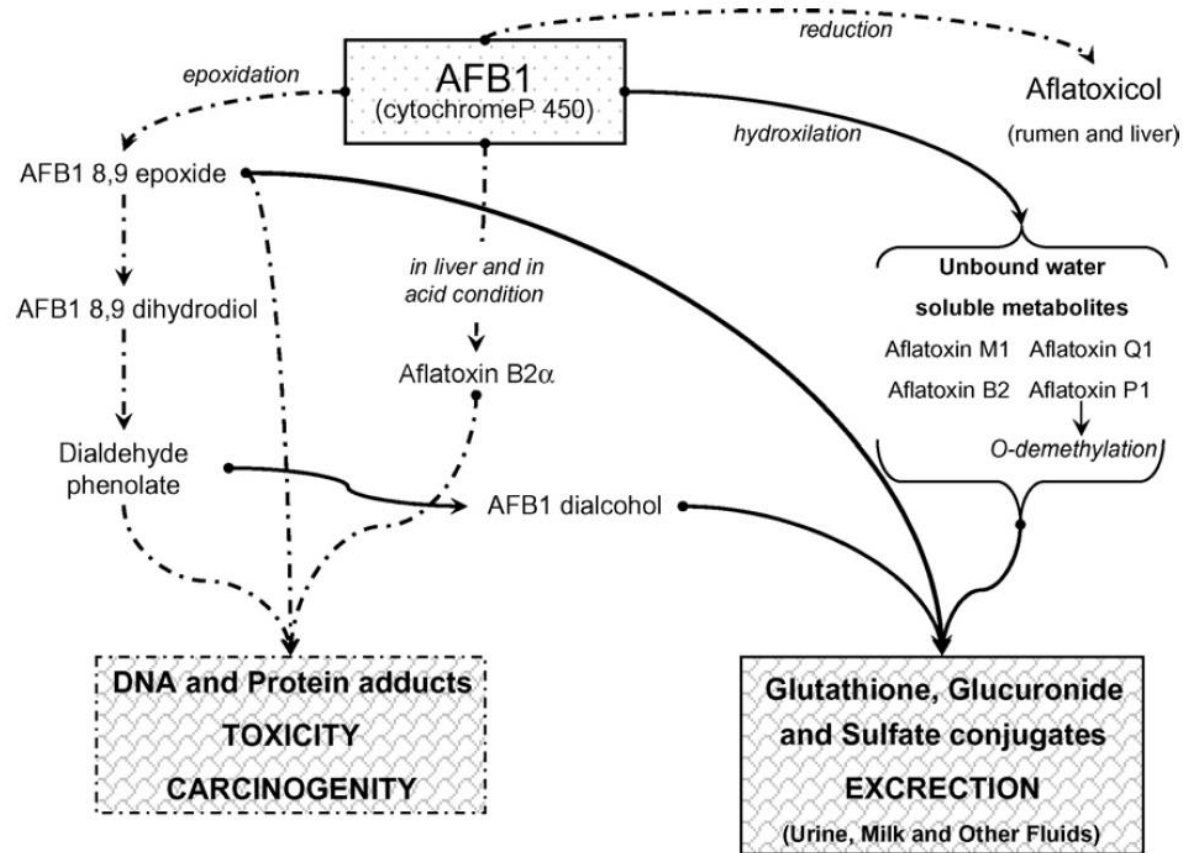 reduction
epoxidation
AFB1
(cytochromeP 450)
Aflatoxicol
(rumen and liver)
hydroxilation
AFB1 8,9 epoxide
in liver and in
acid condition
Unbound water
soluble metabolites
AFB1 8,9 dihydrodiol
Aflatoxin M1 Aflatoxin Q1
Aflatoxin B2α
Aflatoxin B2 Aflatoxin P1
O-demethylation
Dialdehyde
phenolate
AFB1 dialcohol
DNA and Protein adducts
TOXICITY
CARCINOGENITY
Glutathione, Glucuronide
and Sulfate conjugates
EXCRECTION
(Urine, Milk and Other Fluids)